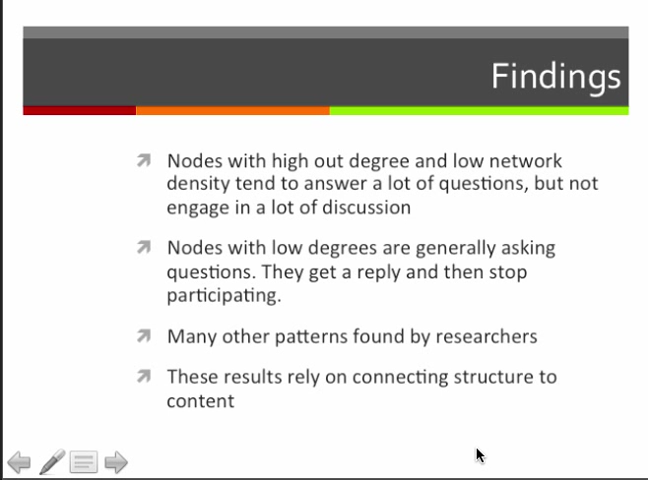 Findings
Nodes with high out degree and low network
density tend to answer a lot of questions, but not
engage in a lot of discussion
Nodes with low degrees are generally asking
questions. They get a reply and then stop
participating.
Many other patterns found by researchers
These results rely on connecting structure to
content